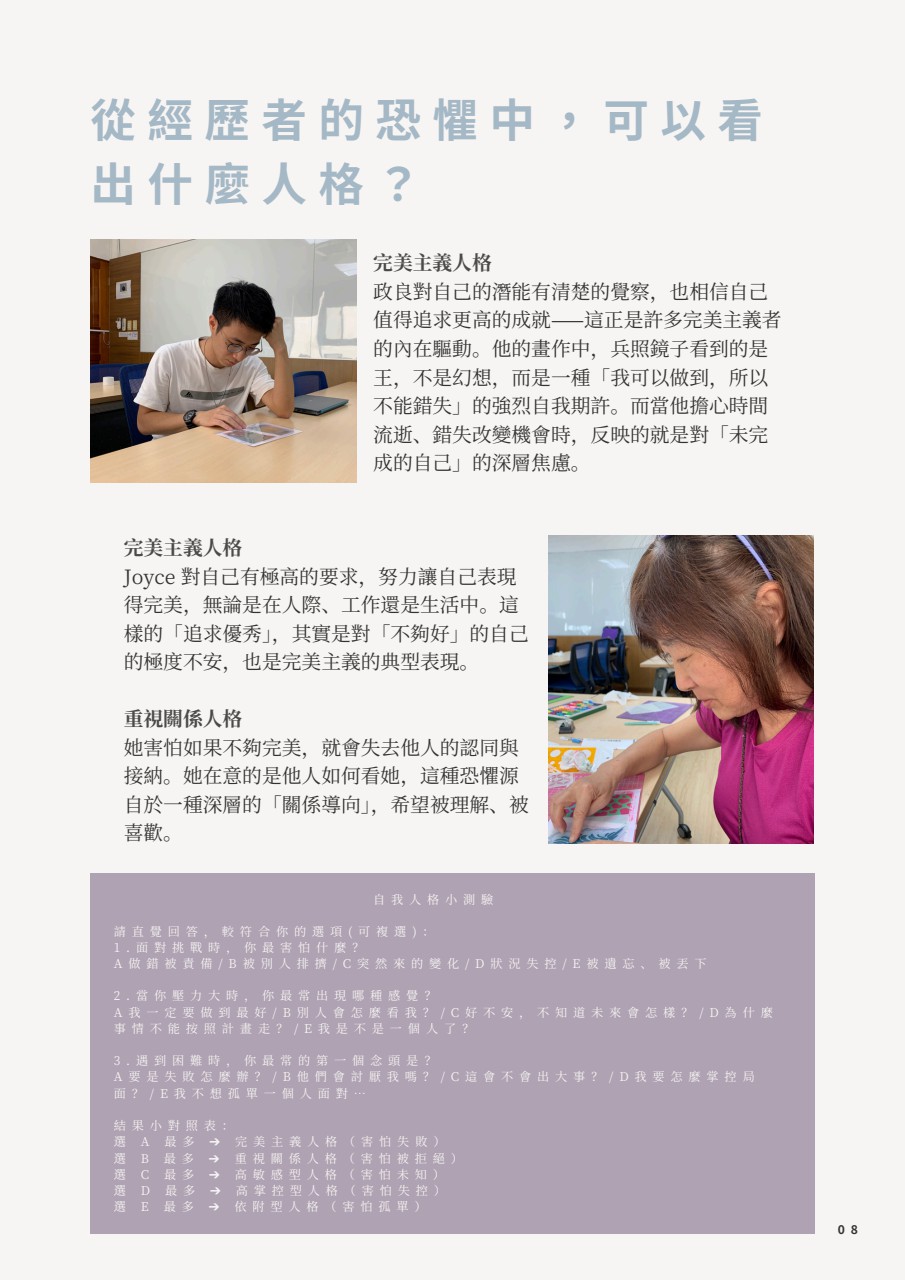 從經歷者的恐懼中，可以看
出什麼人格？
完美主義人格
政良對自己的潛能有清楚的覺察，也相信自己
值得追求更高的成就——這正是許多完美主義者
的內在驅動。他的畫作中，兵照鏡子看到的是
王，不是幻想，而是一種「我可以做到，所以
不能錯失」的強烈自我期許。而當他擔心時間
流逝、錯失改變機會時，反映的就是對「未完
成的自己」的深層焦慮。
完美主義人格
Joyce 對自己有極高的要求，努力讓自己表現
得完美，無論是在人際、工作還是生活中。這
樣的「追求優秀」，其實是對「不夠好」的自己
的極度不安，也是完美主義的典型表現。
重視關係人格
她害怕如果不夠完美，就會失去他人的認同與
接納。她在意的是他人如何看她，這種恐懼源
自於一種深層的「關係導向」，希望被理解、被
喜歡。
自我人格小測驗
請直覺回答，較符合你的選項(可複選)：
1.面對挑戰時，你最害怕什麼？
A做錯被責備/B被別人排擠/C突然來的變化/D狀況失控/E被遺忘、被丟下
2.當你壓力大時，你最常出現哪種感覺？
A我一定要做到最好/B別人會怎麼看我？/C好不安，不知道未來會怎樣？/D為什麼
事情不能按照計畫走？/E我是不是一個人了？
3.遇到困難時，你最常的第一個念頭是？
A要是失敗怎麼辦？/B他們會討厭我嗎？/C這會不會出大事？/D我要怎麼掌控局
面？/E我不想孤單一個人面對…
結果小對照表：
選 A 最多 ➔ 完美主義人格（害怕失敗）
選 B 最多 ➔ 重視關係人格（害怕被拒絕）
選 C 最多 ➔ 高敏感型人格（害怕未知）
選 D 最多 ➔ 高掌控型人格（害怕失控）
選 E 最多 ➔ 依附型人格（害怕孤單）
08